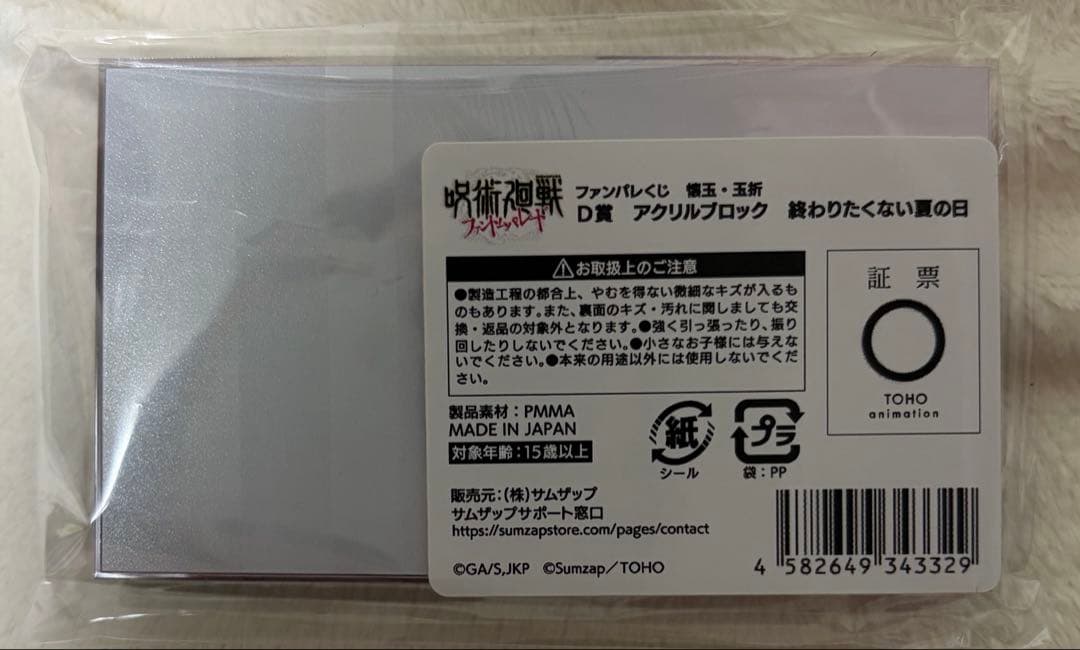 呪術廻戦
ファントムパレード
ファンパレくじ 懐玉・玉折
D賞 アクリルブロック 終わりたくない夏の日
⚠お取扱上のご注意
●製造工程の都合上、やむを得ない微細なキズが入るも
のもあります。また、裏面のキズ・汚れに関しましても交
換・返品の対象外となります。●強く引っ張ったり、振り
回したりしないでください。●小さなお子様には与えな
いでください。●本来の用途以外には使用しないでくだ
さい。
証票
TOHO
animation
製品素材：PMMA
MADE IN JAPAN
対象年齢：15歳以上
紙
シール
プラ
袋：PP
販売元：(株)サムザップ
サムザップサポート窓口
https://sumzapstore.com/pages/contact
©GA/S,JKP ©Sumzap／TOHO
4 582649 343329